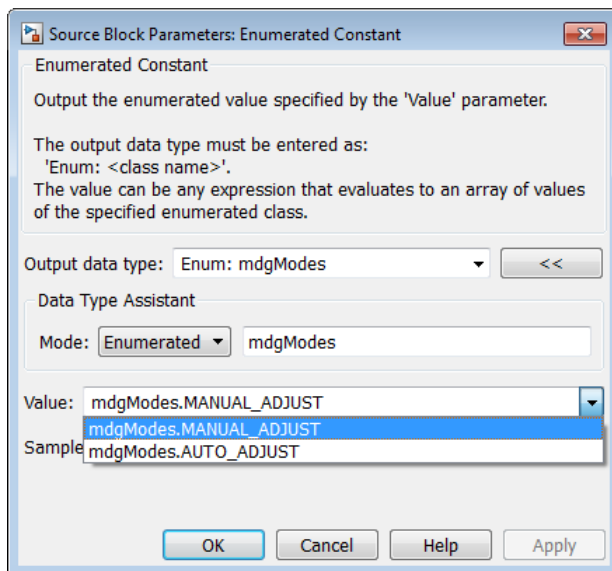 Source Block Parameters: Enumerated Constant
Enumerated Constant
Output the enumerated value specified by the 'Value' parameter.
The output data type must be entered as:
'Enum: <class name>'.
The value can be any expression that evaluates to an array of values
of the specified enumerated class.
Output data type: Enum: mdgModes <<
Data Type Assistant
Mode: Enumerated mdgModes
Value: mdgModes.MANUAL_ADJUST
mdgModes.MANUAL_ADJUST
Sample mdgModes.AUTO_ADJUST
OK Cancel Help Apply